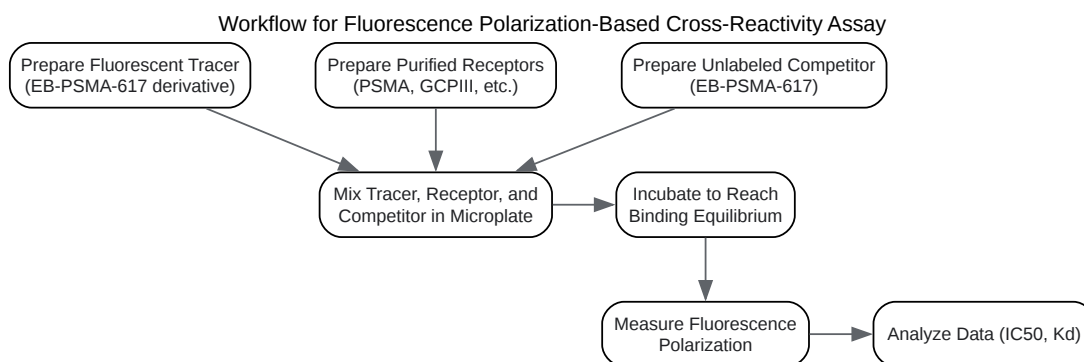 Workflow for Fluorescence Polarization-Based Cross-Reactivity Assay
Prepare Fluorescent Tracer
(EB-PSMA-617 derivative)
Prepare Purified Receptors
(PSMA, GCPIII, etc.)
Prepare Unlabeled Competitor
(EB-PSMA-617)
Mix Tracer, Receptor, and
Competitor in Microplate
Incubate to Reach
Binding Equilibrium
Measure Fluorescence
Polarization
Analyze Data (IC50, Kd)